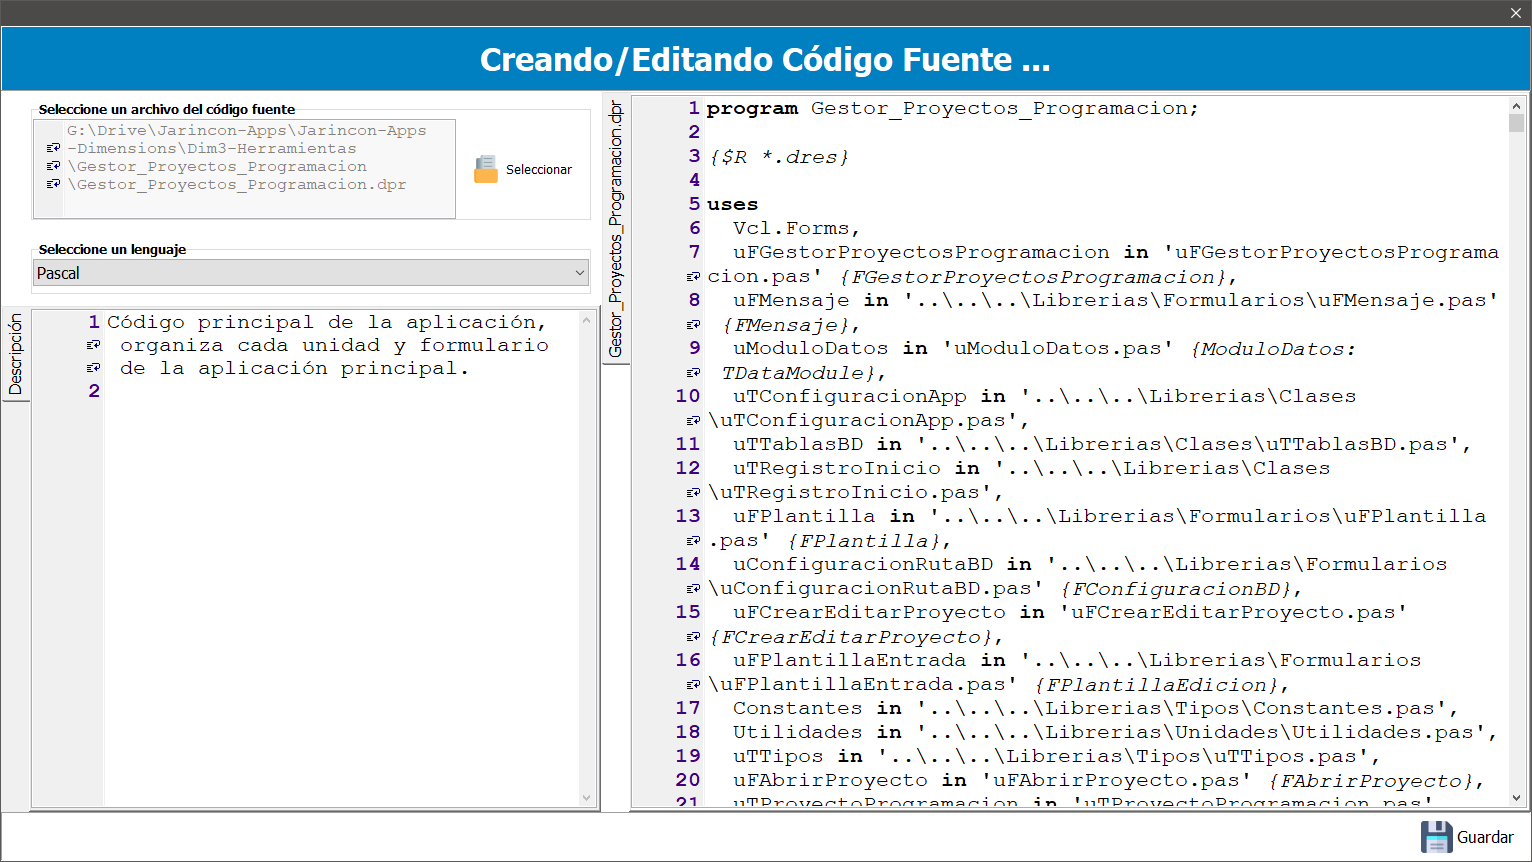 Creando/Editando Código Fuente ...
Seleccione un archivo del código fuente
G:\Drive\Jarincon-Apps\Jarincon-Apps
-Dimensions\Dim3-Herramientas
\Gestor_Proyectos_Programacion
\Gestor_Proyectos_Programacion.dpr
Seleccionar
Seleccione un lenguaje
Pascal
Descripción
1 Código principal de la aplicación,
organiza cada unidad y formulario
de la aplicación principal.
2
Gestor_Proyectos_Programacion.dpr
1 program Gestor_Proyectos_Programacion;
2
3 {$R *.dres}
4
5 uses
6 Vcl.Forms,
7 uFGestorProyectosProgramacion in 'uFGestorProyectosPrograma
cion.pas' {FGestorProyectosProgramacion},
8 uFMensaje in '..\..\..\Librerias\Formularios\uFMensaje.pas'
{FMensaje},
9 uModuloDatos in 'uModuloDatos.pas' {ModuloDatos:
TDataModule},
10 uTConfiguracionApp in '..\..\..\Librerias\Clases
\uTConfiguracionApp.pas',
11 uTTablasBD in '..\..\..\Librerias\Clases\uTTablasBD.pas',
12 uTRegistroInicio in '..\..\..\Librerias\Clases
\uTRegistroInicio.pas',
13 uFPlantilla in '..\..\..\Librerias\Formularios\uFPlantilla
.pas' {FPlantilla},
14 uConfiguracionRutaBD in '..\..\..\Librerias\Formularios
\uConfiguracionRutaBD.pas' {FConfiguracionBD},
15 uFCrearEditarProyecto in 'uFCrearEditarProyecto.pas'
{FCrearEditarProyecto},
16 uFPlantillaEntrada in '..\..\..\Librerias\Formularios
\uFPlantillaEntrada.pas' {FPlantillaEdicion},
17 Constantes in '..\..\..\Librerias\Tipos\Constantes.pas',
18 Utilidades in '..\..\..\Librerias\Unidades\Utilidades.pas',
19 uTTipos in '..\..\..\Librerias\Tipos\uTTipos.pas',
20 uFAbrirProyecto in 'uFAbrirProyecto.pas' {FAbrirProyecto},
21 uTProyectoProgramacion in 'uTProyectoProgramacion.pas'
Guardar